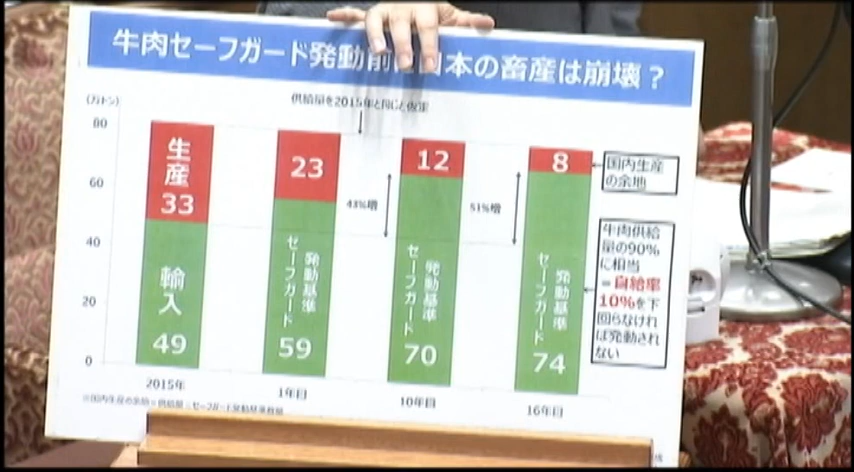 牛肉セーフガード発動前 日本の畜産は崩壊？
(万トン)
供給量を2015年と同じと仮定
80
60
40
20
0
生産
33
輸入
49
23
発動基準
セーフガード
59
12
発動基準
セーフガード
70
8
発動基準
セーフガード
74
43%増
51%増
国内生産
の余地
牛肉供給
量の90%
に相当
=自給率
10%を下
回らなけれ
ば発動され
ない
2015年
1年目
10年目
16年目
※国内生産の余地=供給量-セーフガード発動基準数量